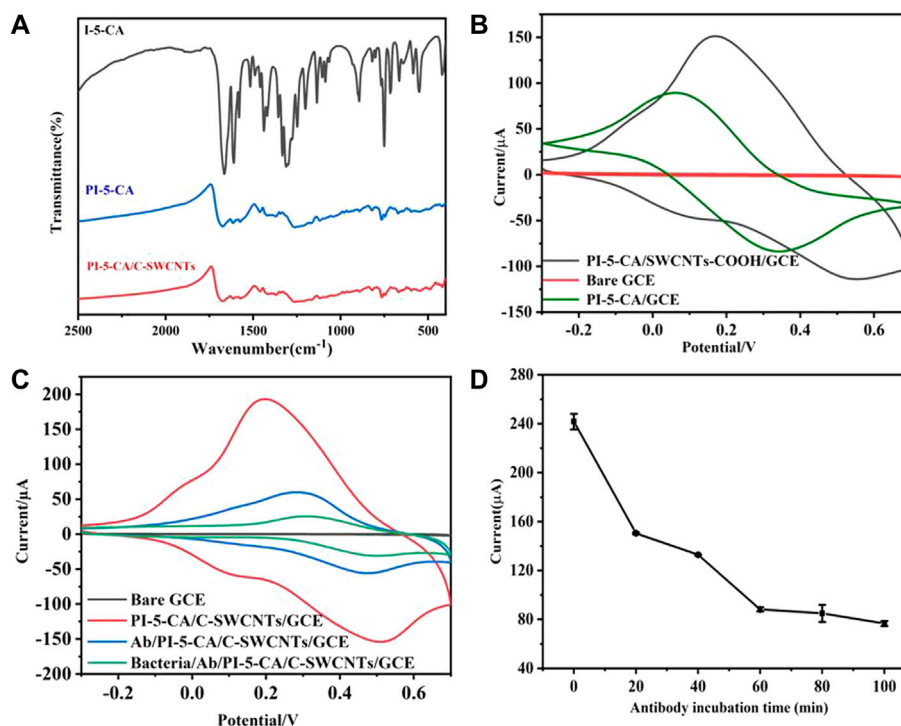 A
I-5-CA
PI-5-CA
PI-5-CA/C-SWCNTs
Transmittance(%)
2500 2000 1500 1000 500
Wavenumber(cm-1)
B
150
100
50
0
-50
-100
-150
Current/µA
PI-5-CA/SWCNTs-COOH/GCE
Bare GCE
PI-5-CA/GCE
-0.2 0.0 0.2 0.4 0.6
Potential/V
C
200
150
100
50
0
-50
-100
-150
-200
Current/µA
Bare GCE
PI-5-CA/C-SWCNTs/GCE
Ab/PI-5-CA/C-SWCNTs/GCE
Bacteria/Ab/PI-5-CA/C-SWCNTs/GCE
-0.2 0.0 0.2 0.4 0.6
Potential/V
D
280
240
200
160
120
80
40
Current(µA)
0 20 40 60 80 100
Antibody incubation time (min)